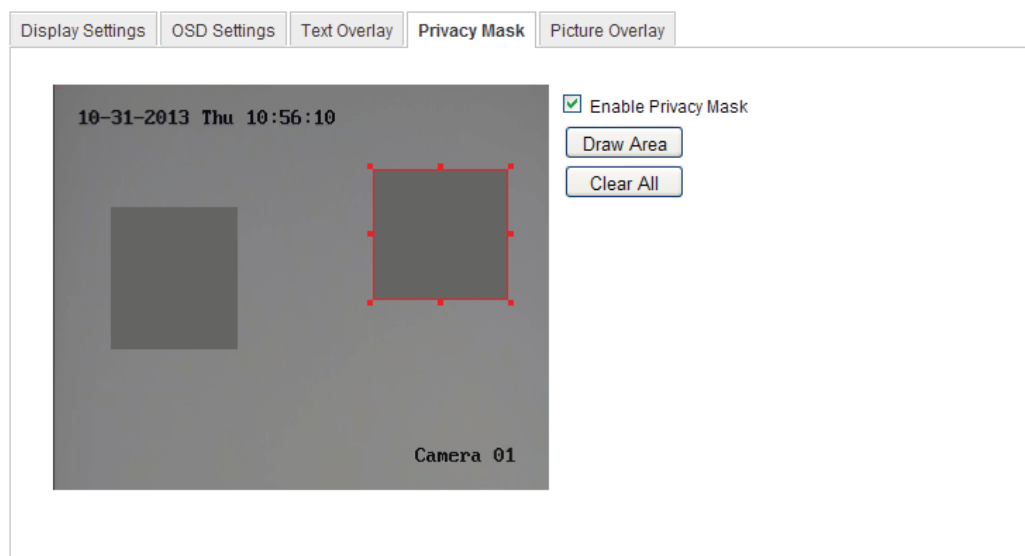 Display Settings OSD Settings Text Overlay Privacy Mask Picture Overlay
10-31-2013 Thu 10:56:10
Enable Privacy Mask
Draw Area
Clear All
Camera 01